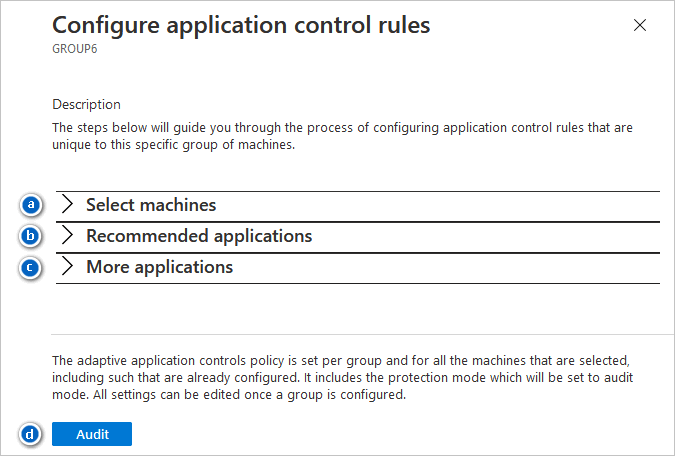 Configure application control rules
GROUP6
Description
The steps below will guide you through the process of configuring application control rules that are
unique to this specific group of machines.
a Select machines
b Recommended applications
c More applications
The adaptive application controls policy is set per group and for all the machines that are selected,
including such that are already configured. It includes the protection mode which will be set to audit
mode. All settings can be edited once a group is configured.
d Audit